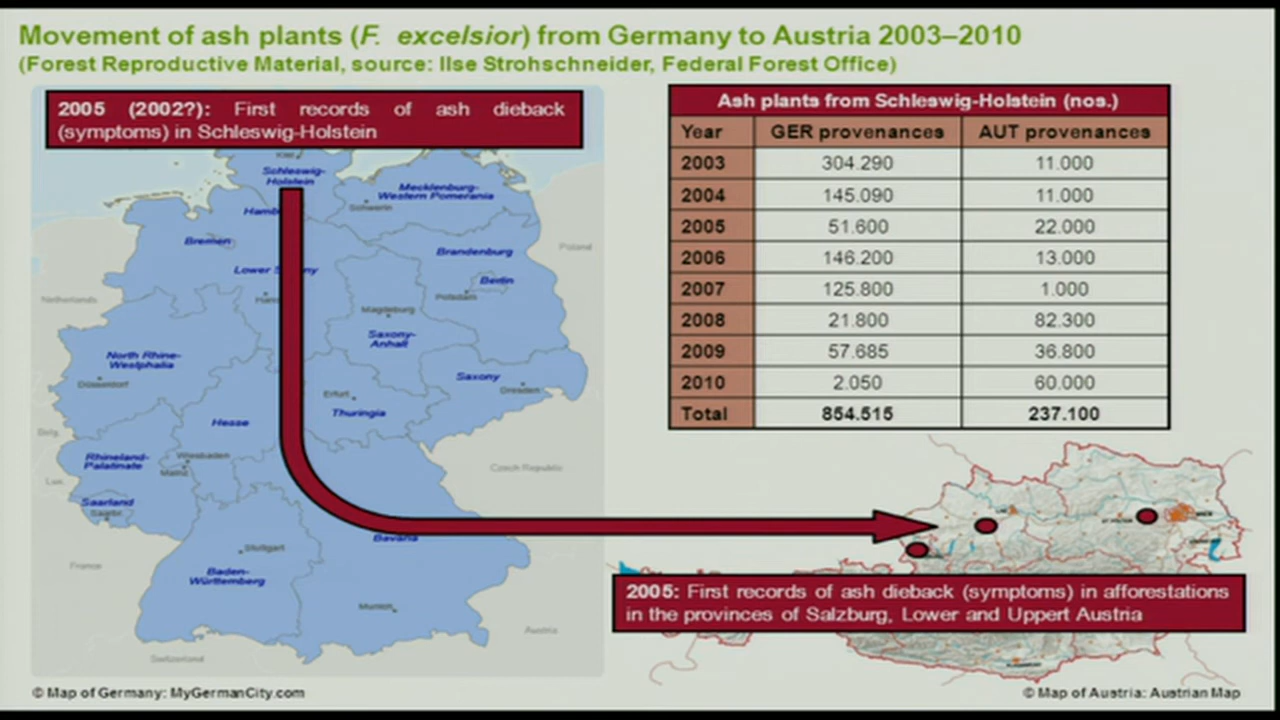 Movement of ash plants (F. excelsior) from Germany to Austria 2003–2010
(Forest Reproductive Material, source: Ilse Strohschneider, Federal Forest Office)
2005 (2002?): First records of ash dieback
(symptoms) in Schleswig-Holstein
Ash plants from Schleswig-Holstein (nos.)
Year GER provenances AUT provenances
2003 304.290 11.000
2004 145.090 11.000
2005 51.600 22.000
2006 146.200 13.000
2007 125.800 1.000
2008 21.800 82.300
2009 57.685 36.800
2010 2.050 60.000
Total 854.515 237.100
Kiel
Schleswig-
Holstein
Mecklenburg-
Western Pomerania
Schwerin
Bremen
Brandenburg
Poland
Berlin
Potsdam
Netherlands
Magdeburg
Saxony-
Anhalt
North Rhine-
Westphalia
Düsseldorf
Saxony
Dresden
Erfurt
Thuringia
Hesse
Belg.
Wiesbaden
Rhineland-
Palatinate
Mainz
Czech Republic
Lux.
Saarland
Saarbr.
Bavaria
Stuttgart
France
Baden-
Württemberg
Munich
Austria
Switzerland
WIEN
2005: First records of ash dieback (symptoms) in afforestations
in the provinces of Salzburg, Lower and Uppert Austria
© Map of Germany: MyGermanCity.com
© Map of Austria: Austrian Map